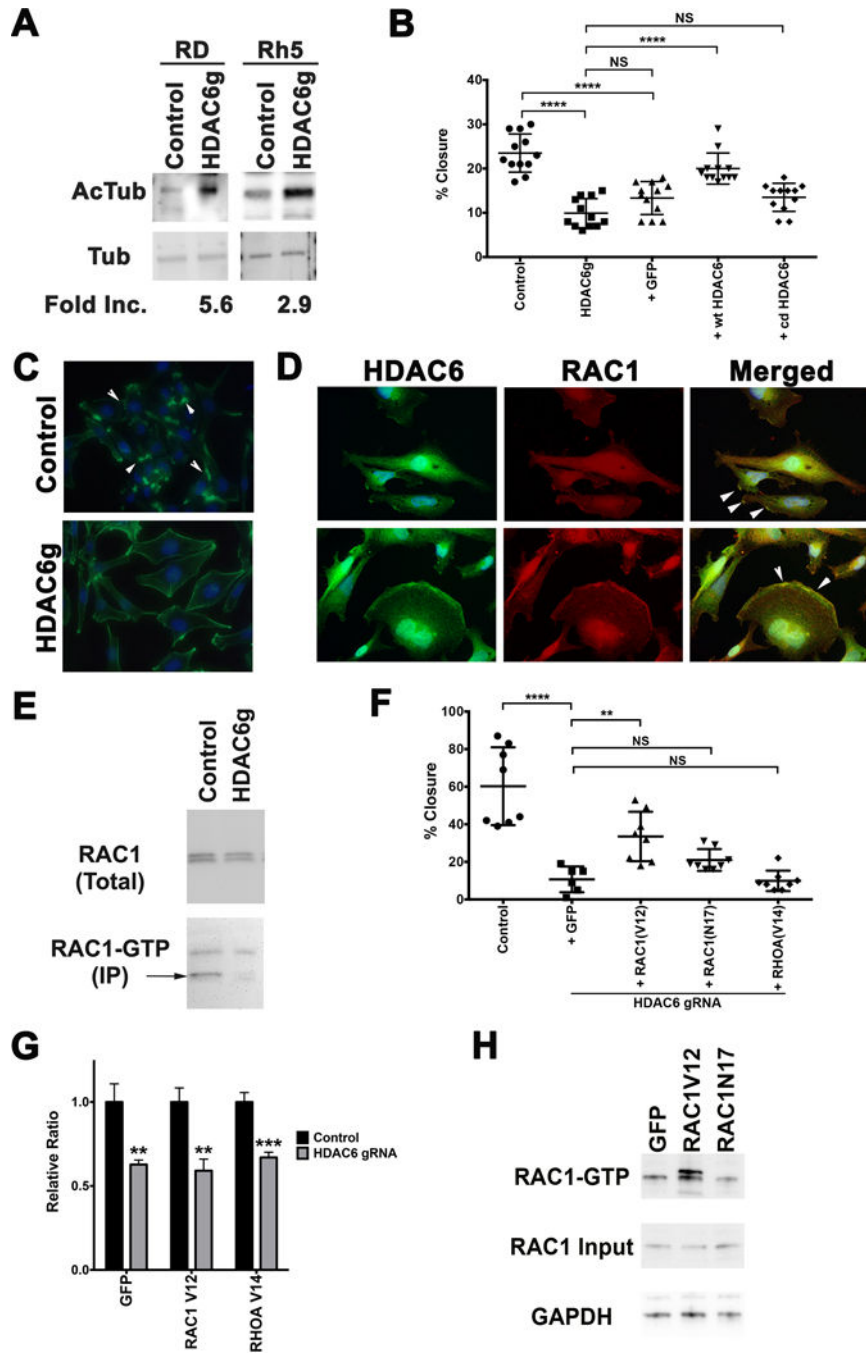 A
RD Rh5
Control HDAC6g Control HDAC6g
AcTub
Tub
Fold Inc. 5.6 2.9
B
NS
****
NS
****
****
% Closure
40
30
20
10
0
Control
HDAC6g
+ GFP
+ wt HDAC6
+ cd HDAC6
C
Control
HDAC6g
D
HDAC6 RAC1 Merged
E
Control HDAC6g
RAC1
(Total)
RAC1-GTP
(IP)
F
****
**
NS
NS
% Closure
100
80
60
40
20
0
Control
+ GFP
+ RAC1(V12)
+ RAC1(N17)
+ RHOA(V14)
HDAC6 gRNA
G
Relative Ratio
1.0
0.5
0.0
**
**
***
Control
HDAC6 gRNA
GFP
RAC1 V12
RHOA V14
H
GFP RAC1V12 RAC1N17
RAC1-GTP
RAC1 Input
GAPDH